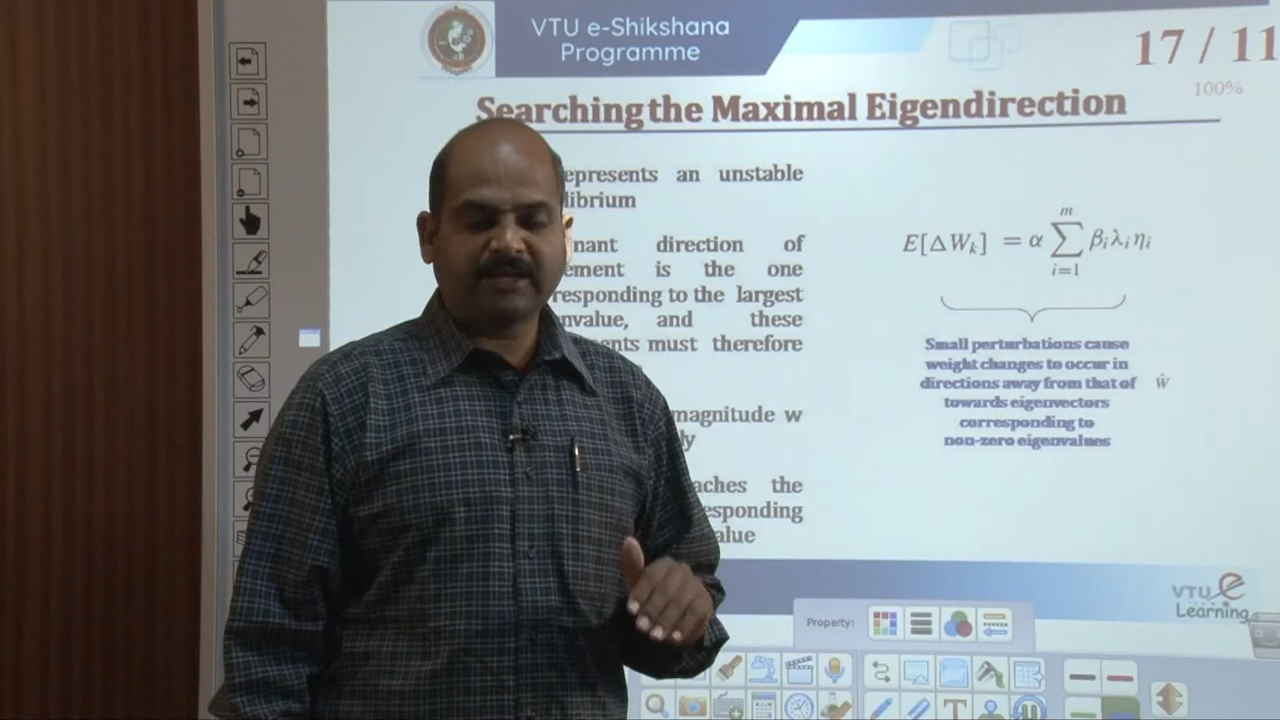 VTU e-Shikshana
Programme
17 / 11
100%
Searching the Maximal Eigendirection
epresents an unstable
librium
nant direction of
ement is the one
responding to the largest
nvalue, and these
ents must therefore
magnitude w
ly
aches the
esponding
alue
E[ΔW_k] = α ∑_{i=1}^{m} β_i λ_i η_i
Small perturbations cause
weight changes to occur in
directions away from that of ŵ
towards eigenvectors
corresponding to
non-zero eigenvalues
VTU e
Learning
Property: